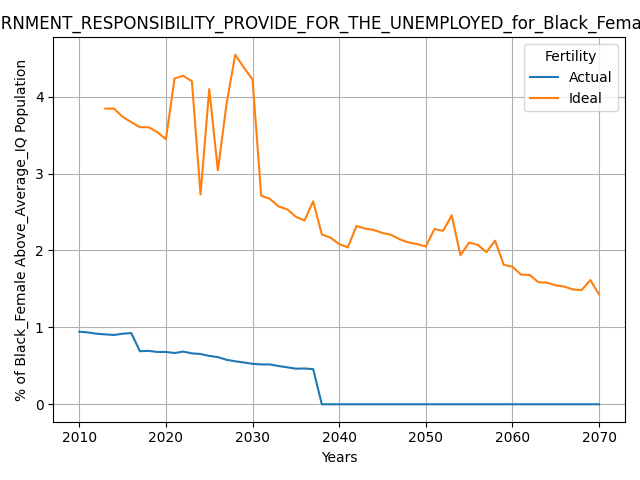 RNMENT_RESPONSIBILITY_PROVIDE_FOR_THE_UNEMPLOYED_for_Black_Fema
Fertility
Actual
Ideal
% of Black_Female Above_Average_IQ Population
4
3
2
1
0
2010 2020 2030 2040 2050 2060 2070
Years